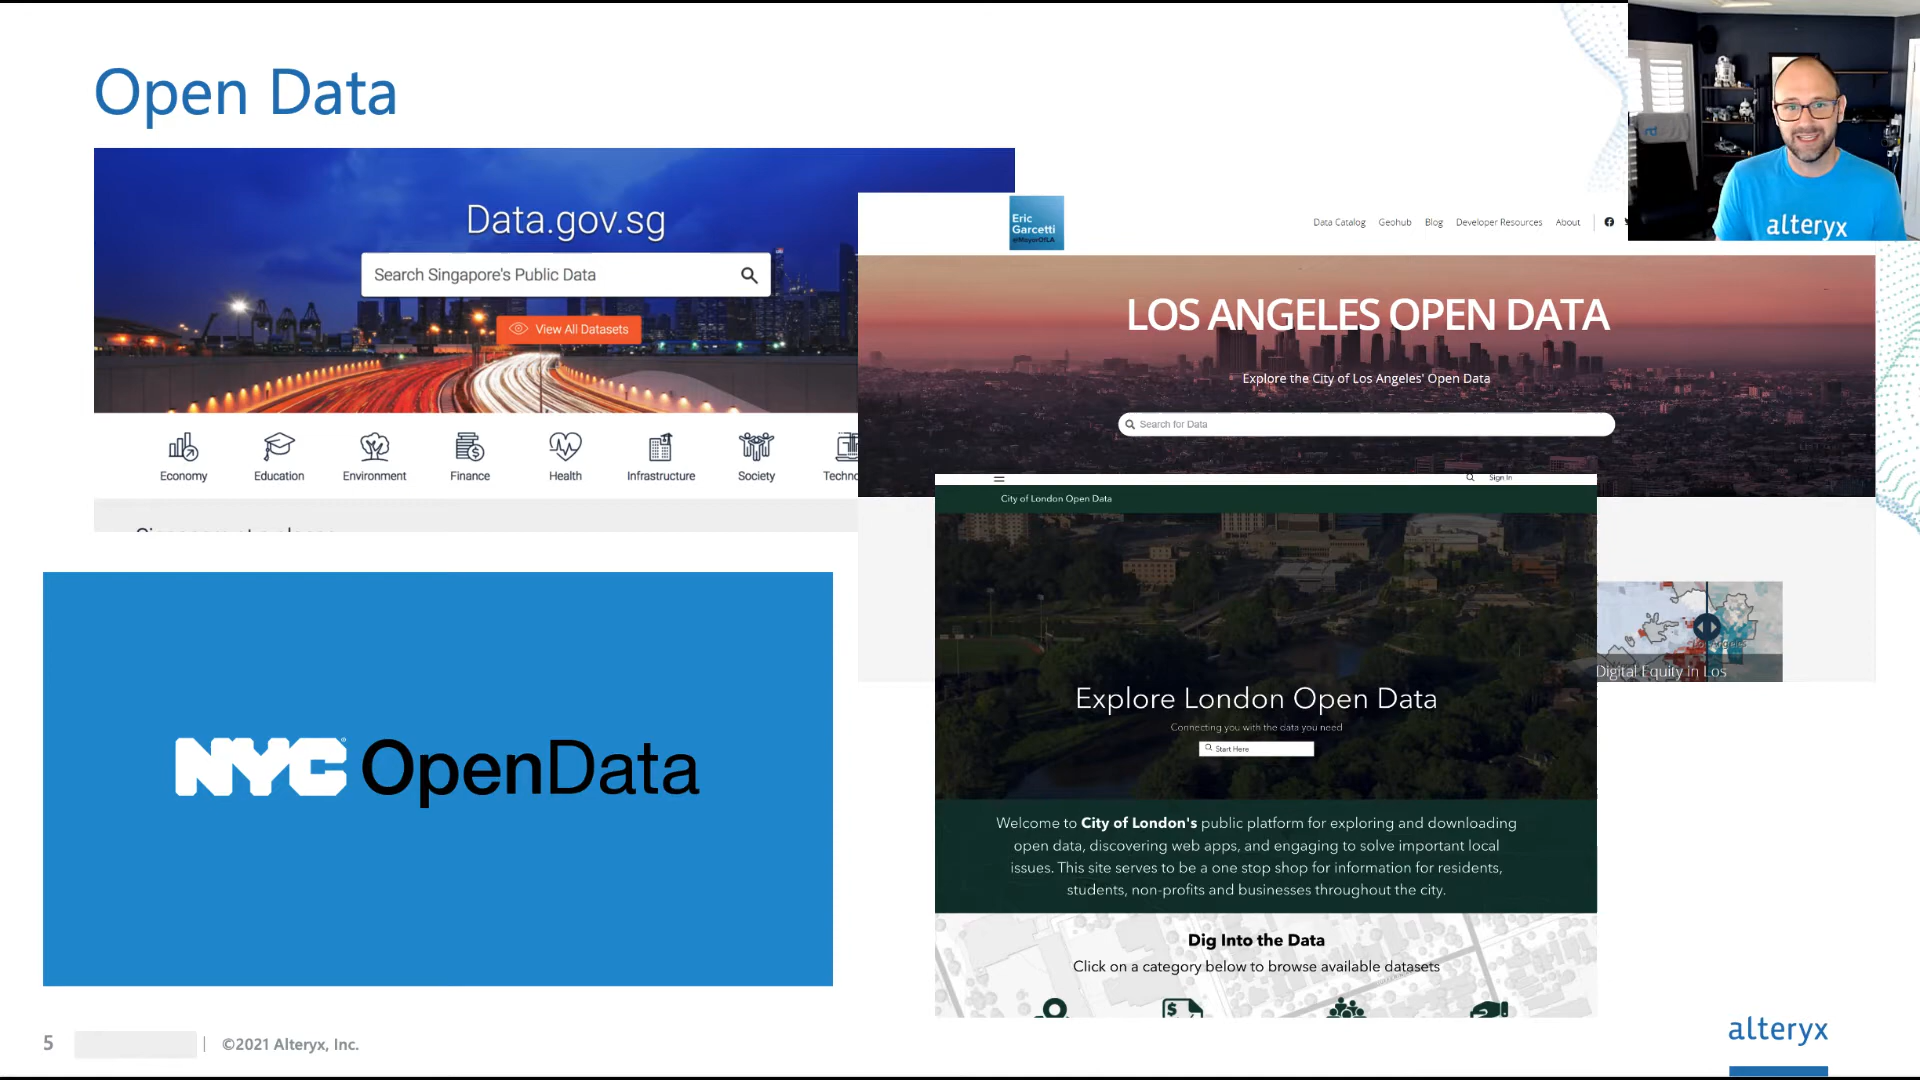 Open Data
Data.gov.sg
Search Singapore's Public Data
View All Datasets
Economy
Education
Environment
Finance
Health
Infrastructure
Society
Techno
Eric
Garcetti
Data Catalog
Geohub
Blog
Developer Resources
About
LOS ANGELES OPEN DATA
Explore the City of Los Angeles' Open Data
Search for Data
alteryx
Sign In
City of London Open Data
Explore London Open Data
Connecting you with the data you need
Start Here
Welcome to City of London's public platform for exploring and downloading
open data, discovering web apps, and engaging to solve important local
issues. This site serves to be a one stop shop for information for residents,
students, non-profits and businesses throughout the city.
Dig Into the Data
Click on a category below to browse available datasets
Digital Equity in Los
NYC OpenData
5
©2021 Alteryx, Inc.
alteryx